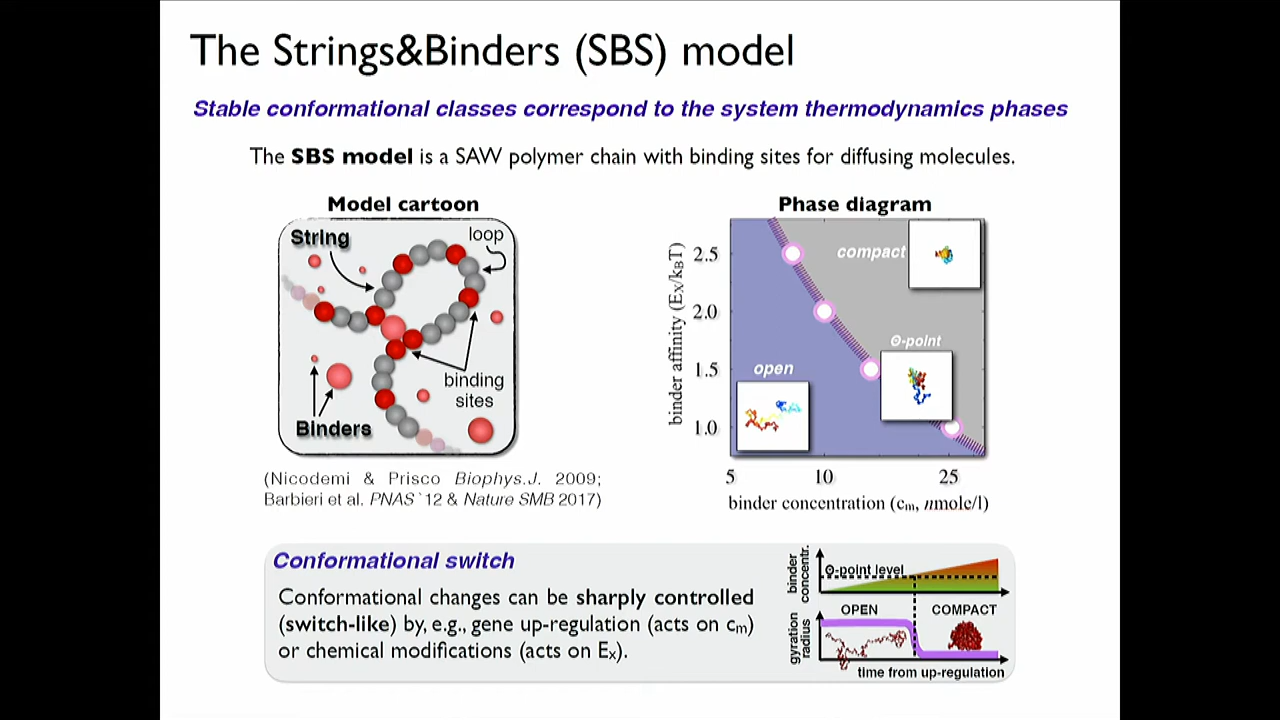 The Strings&Binders (SBS) model
Stable conformational classes correspond to the system thermodynamics phases
The SBS model is a SAW polymer chain with binding sites for diffusing molecules.
Model cartoon
String
loop
binding
sites
Binders
(Nicodemi & Prisco Biophys.J. 2009;
Barbieri et al. PNAS `12 & Nature SMB 2017)
Phase diagram
binder affinity (Eₓ/k_BT)
2.5
2.0
1.5
1.0
compact
Θ-point
open
5
10
25
binder concentration (cₘ, nmole/l)
Conformational switch
Conformational changes can be sharply controlled
(switch-like) by, e.g., gene up-regulation (acts on cₘ)
or chemical modifications (acts on Eₓ).
binder
concentr.
Θ-point level
gyration
radius
OPEN
COMPACT
time from up-regulation